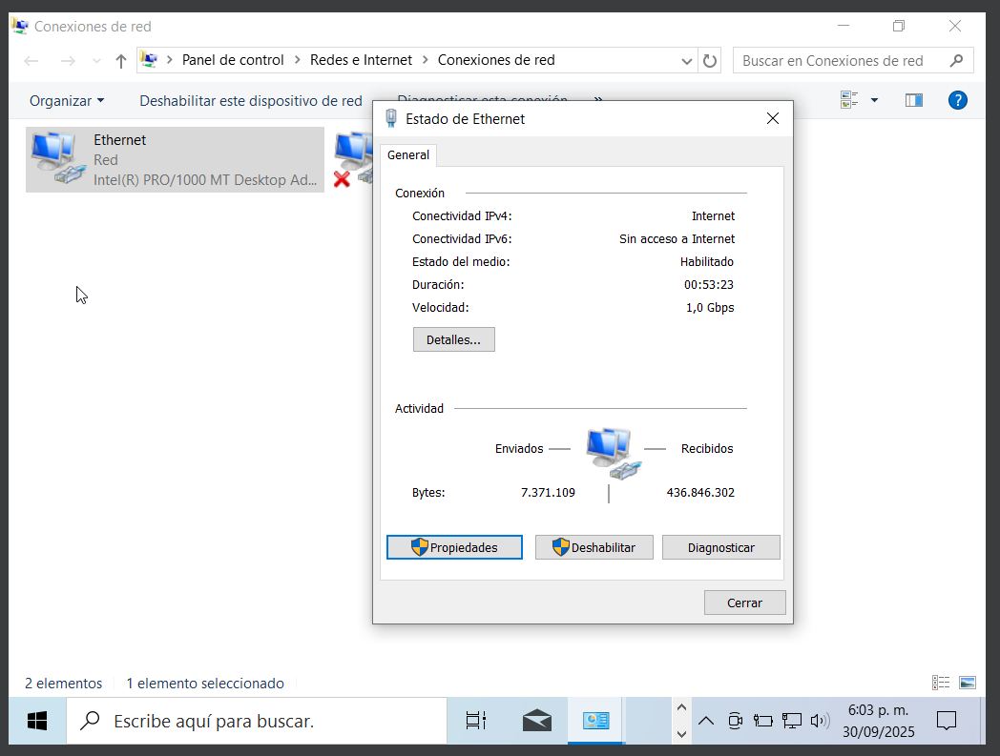 Conexiones de red
Panel de control > Redes e Internet > Conexiones de red
Buscar en Conexiones de red
Organizar
Deshabilitar este dispositivo de red
Diagnosticar esta conexión
»
Ethernet
Red
Intel(R) PRO/1000 MT Desktop Ad...
Estado de Ethernet
General
Conexión
Conectividad IPv4: Internet
Conectividad IPv6: Sin acceso a Internet
Estado del medio: Habilitado
Duración: 00:53:23
Velocidad: 1,0 Gbps
Detalles...
Actividad
Enviados — Recibidos
Bytes: 7.371.109 | 436.846.302
Propiedades
Deshabilitar
Diagnosticar
Cerrar
2 elementos
1 elemento seleccionado
Escribe aquí para buscar.
6:03 p. m.
30/09/2025